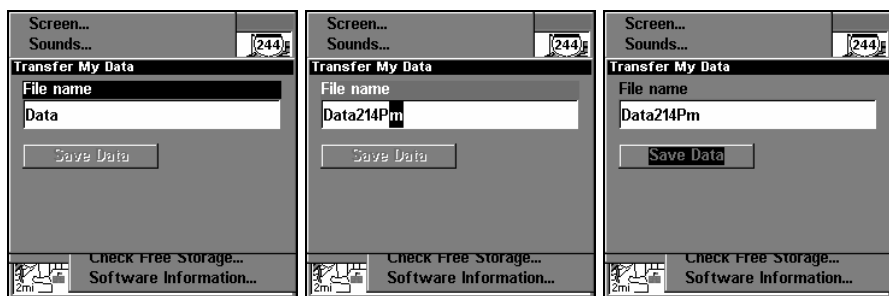 Screen...
Sounds...
244
Transfer My Data
File name
Data
Save Data
Check Free Storage...
Software Information...
2mi
Screen...
Sounds...
244
Transfer My Data
File name
Data214Pm
Save Data
Check Free Storage...
Software Information...
2mi
Screen...
Sounds...
244
Transfer My Data
File name
Data214Pm
Save Data
Check Free Storage...
Software Information...
2mi